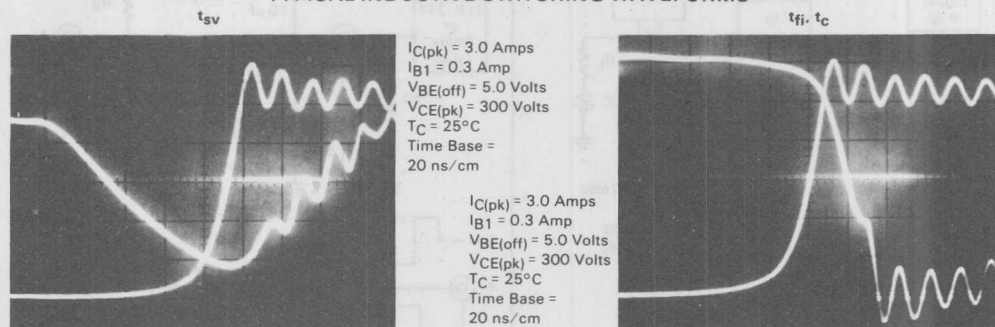 tsv
tfi, tc
IC(pk) = 3.0 Amps
IB1 = 0.3 Amp
VBE(off) = 5.0 Volts
VCE(pk) = 300 Volts
TC = 25°C
Time Base =
20 ns/cm
IC(pk) = 3.0 Amps
IB1 = 0.3 Amp
VBE(off) = 5.0 Volts
VCE(pk) = 300 Volts
TC = 25°C
Time Base =
20 ns/cm